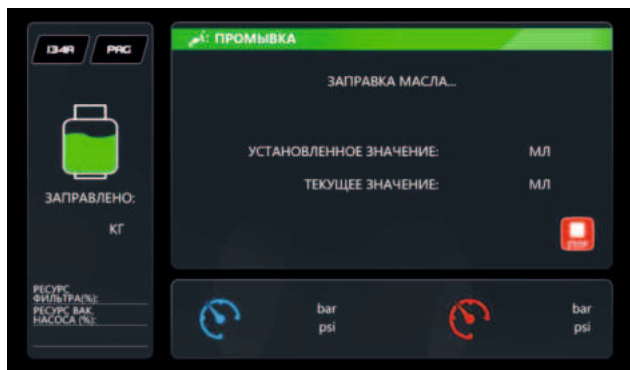 134A PAG
ЗАПРАВЛЕНО:
КГ
РЕСУРС
ФИЛЬТРА(%):
РЕСУРС ВАК.
НАСОСА (%):
ПРОМЫВКА
ЗАПРАВКА МАСЛА...
УСТАНОВЛЕННОЕ ЗНАЧЕНИЕ: МЛ
ТЕКУЩЕЕ ЗНАЧЕНИЕ: МЛ
STOP
bar bar
psi psi